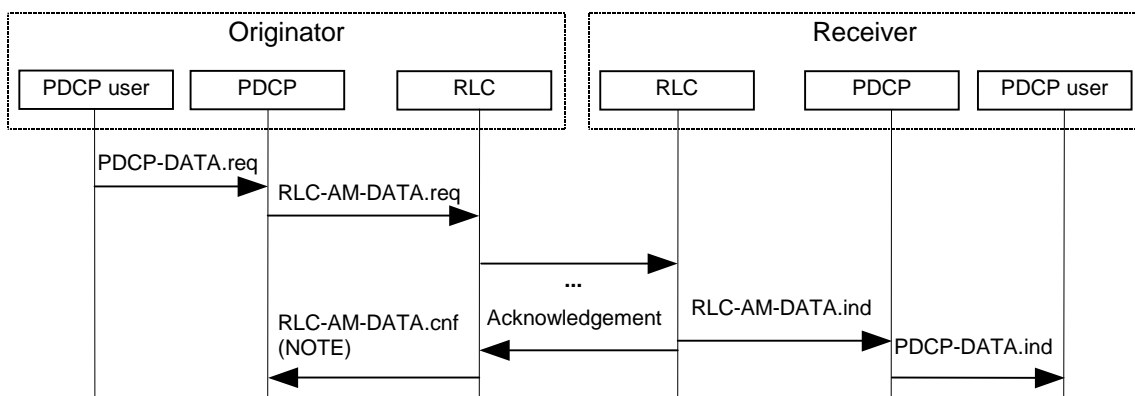 Originator
Receiver
PDCP user
PDCP
RLC
RLC
PDCP
PDCP user
PDCP-DATA.req
RLC-AM-DATA.req
...
RLC-AM-DATA.cnf
(NOTE)
Acknowledgement
RLC-AM-DATA.ind
PDCP-DATA.ind